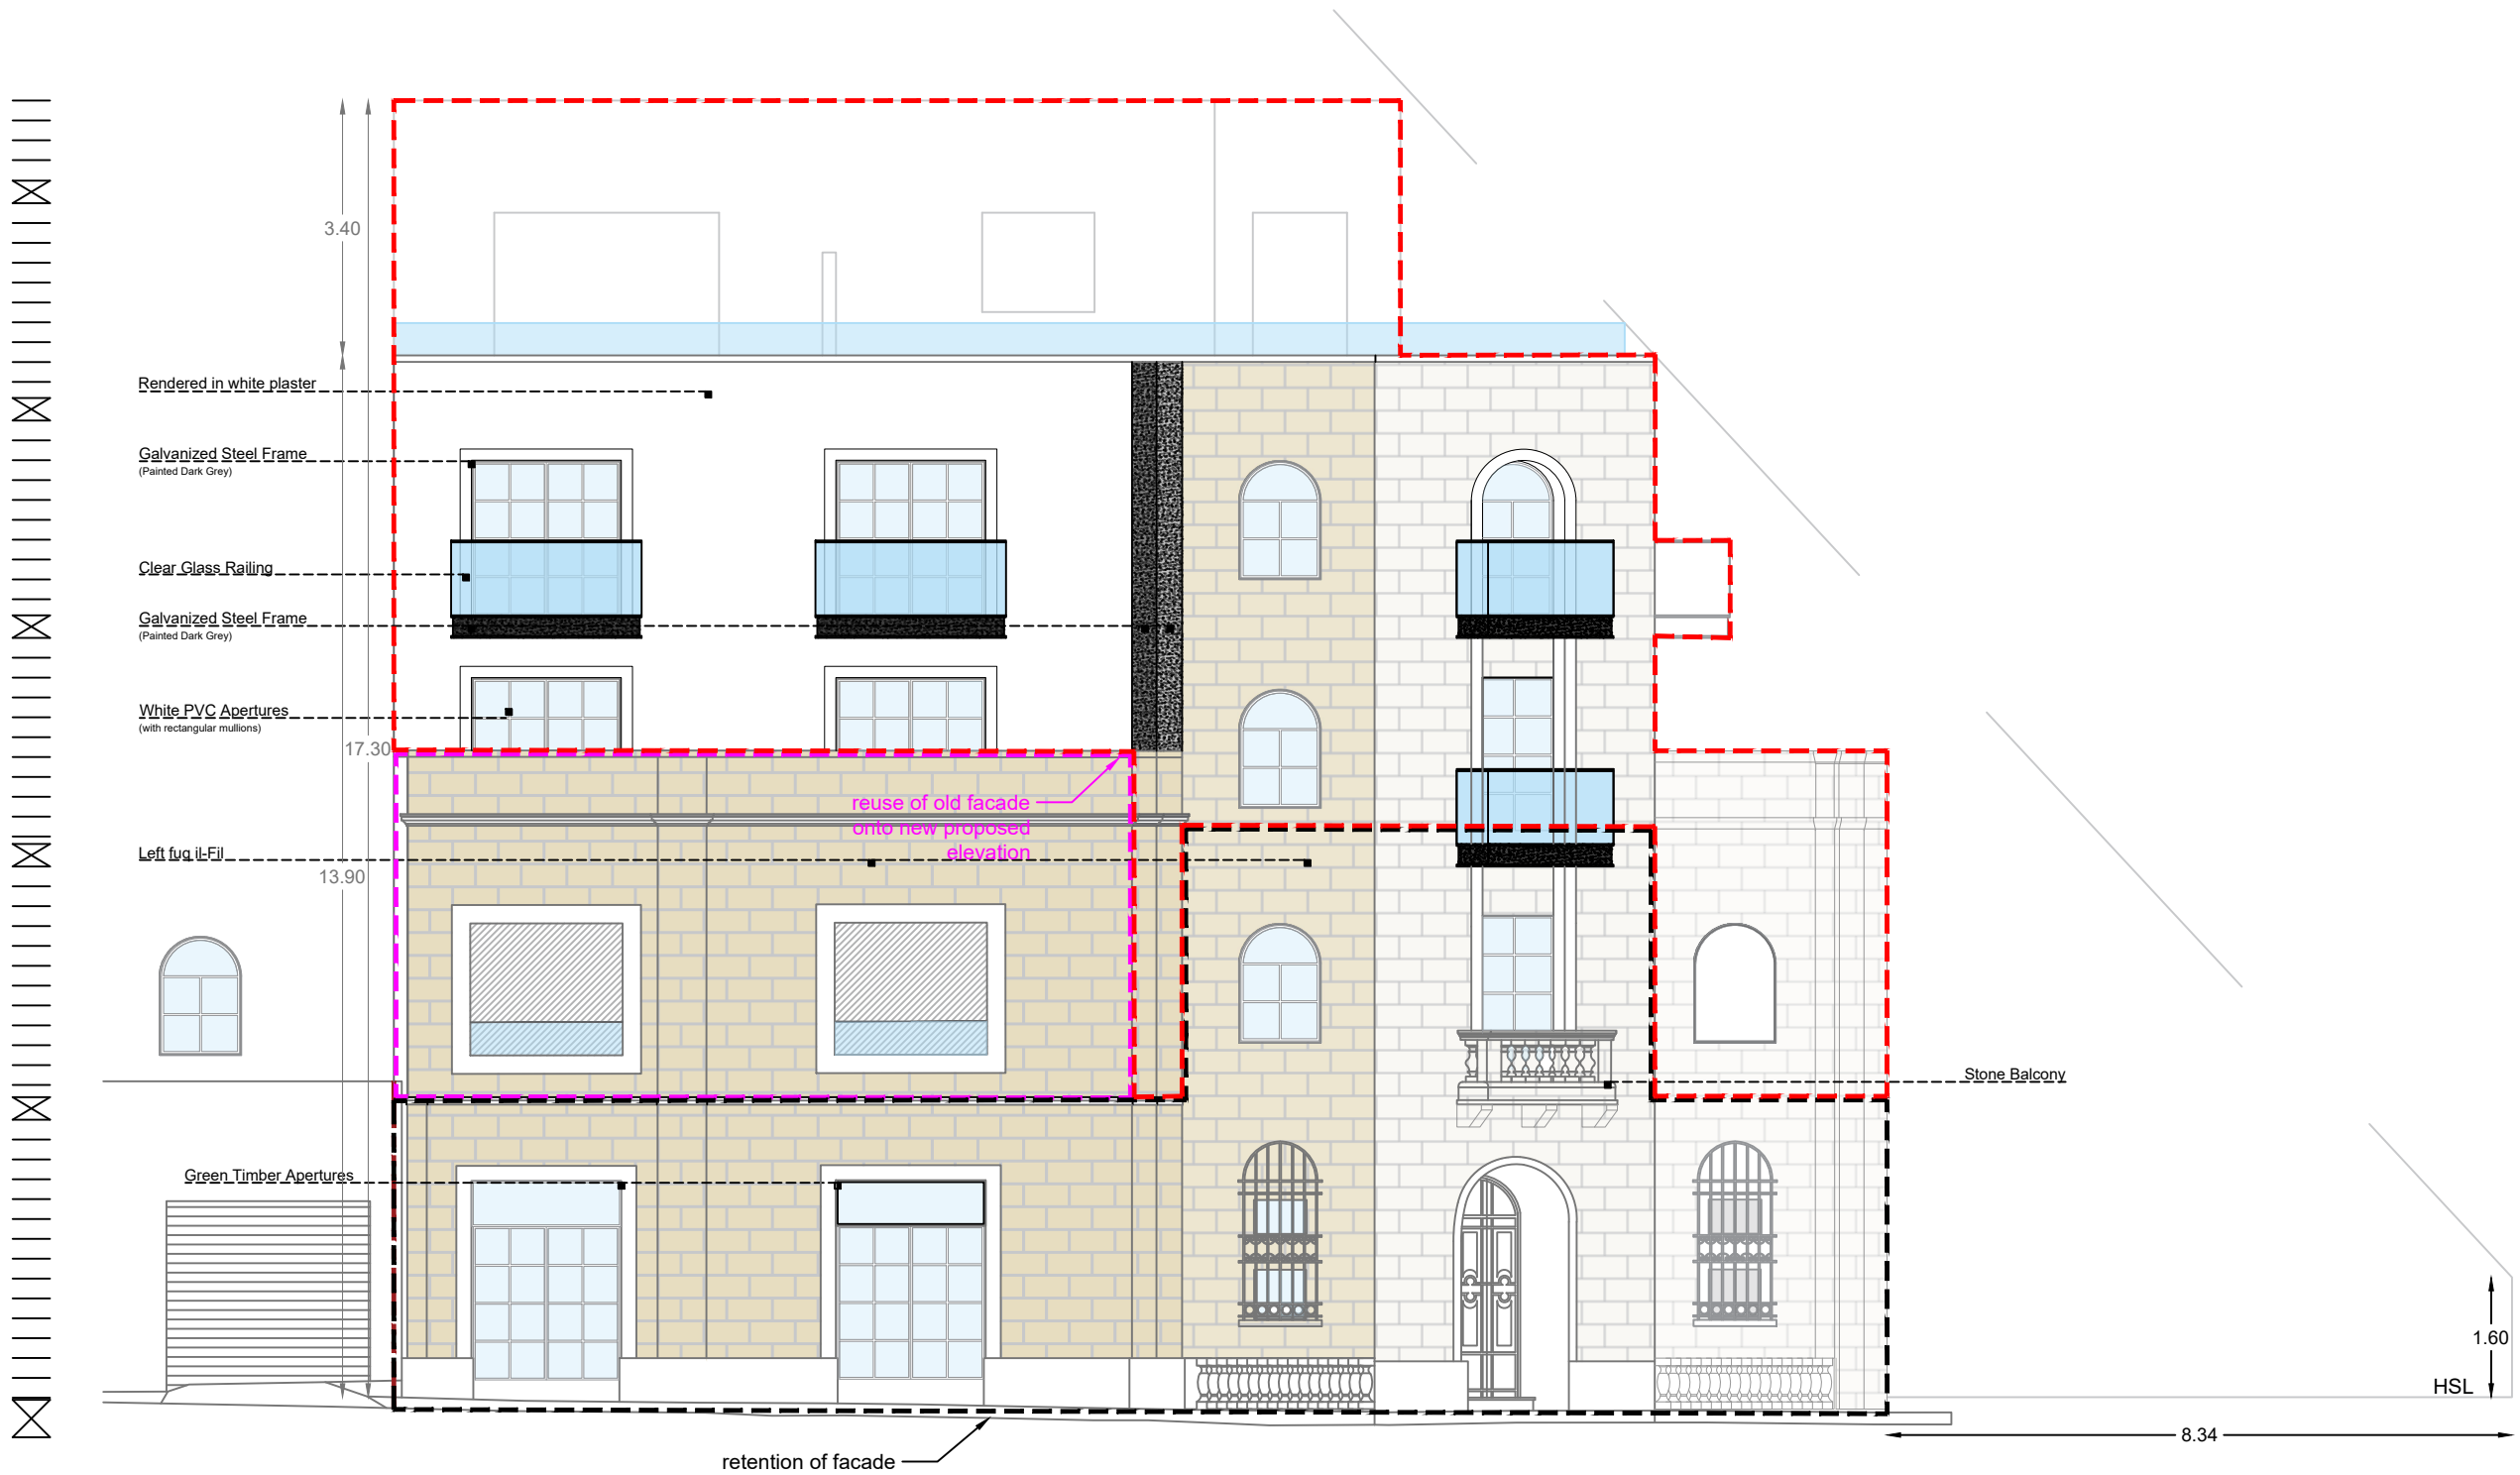 3.40
Rendered in white plaster
Galvanized Steel Frame
(Painted Dark Grey)
Clear Glass Railing
Galvanized Steel Frame
(Painted Dark Grey)
White PVC Apertures
(with rectangular mullions)
17.30
reuse of old facade
onto new proposed
elevation
Left fuq il-Fil
13.90
Stone Balcony
Green Timber Apertures
1.60
HSL
8.34
retention of facade